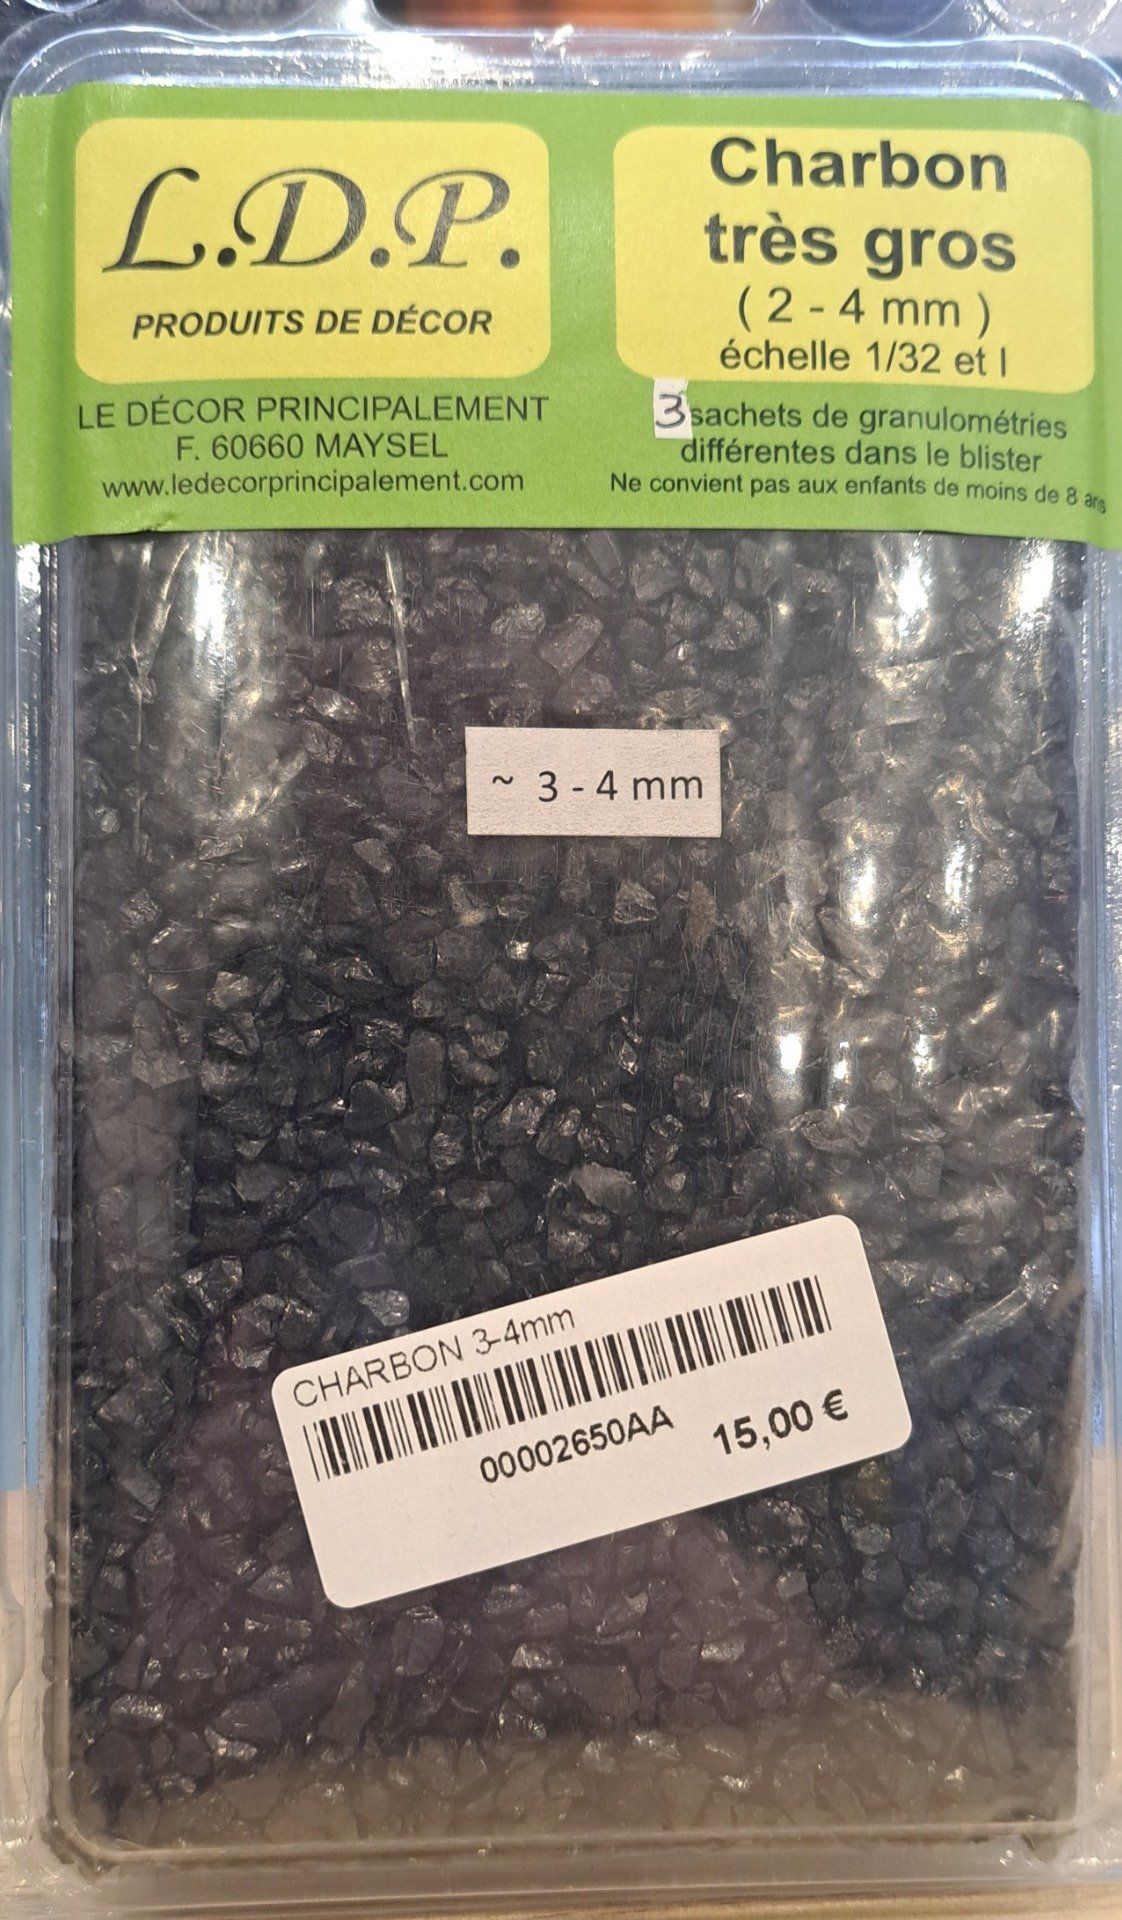 L.D.P.
PRODUITS DE DÉCOR
LE DÉCOR PRINCIPALEMENT
F. 60660 MAYSEL
www.ledecorprincipalement.com
Charbon
très gros
( 2 - 4 mm )
échelle 1/32 et I
3 sachets de granulométries
différentes dans le blister
Ne convient pas aux enfants de moins de 8 ans
~ 3 - 4 mm
CHARBON 3-4mm
00002650AA 15,00 €